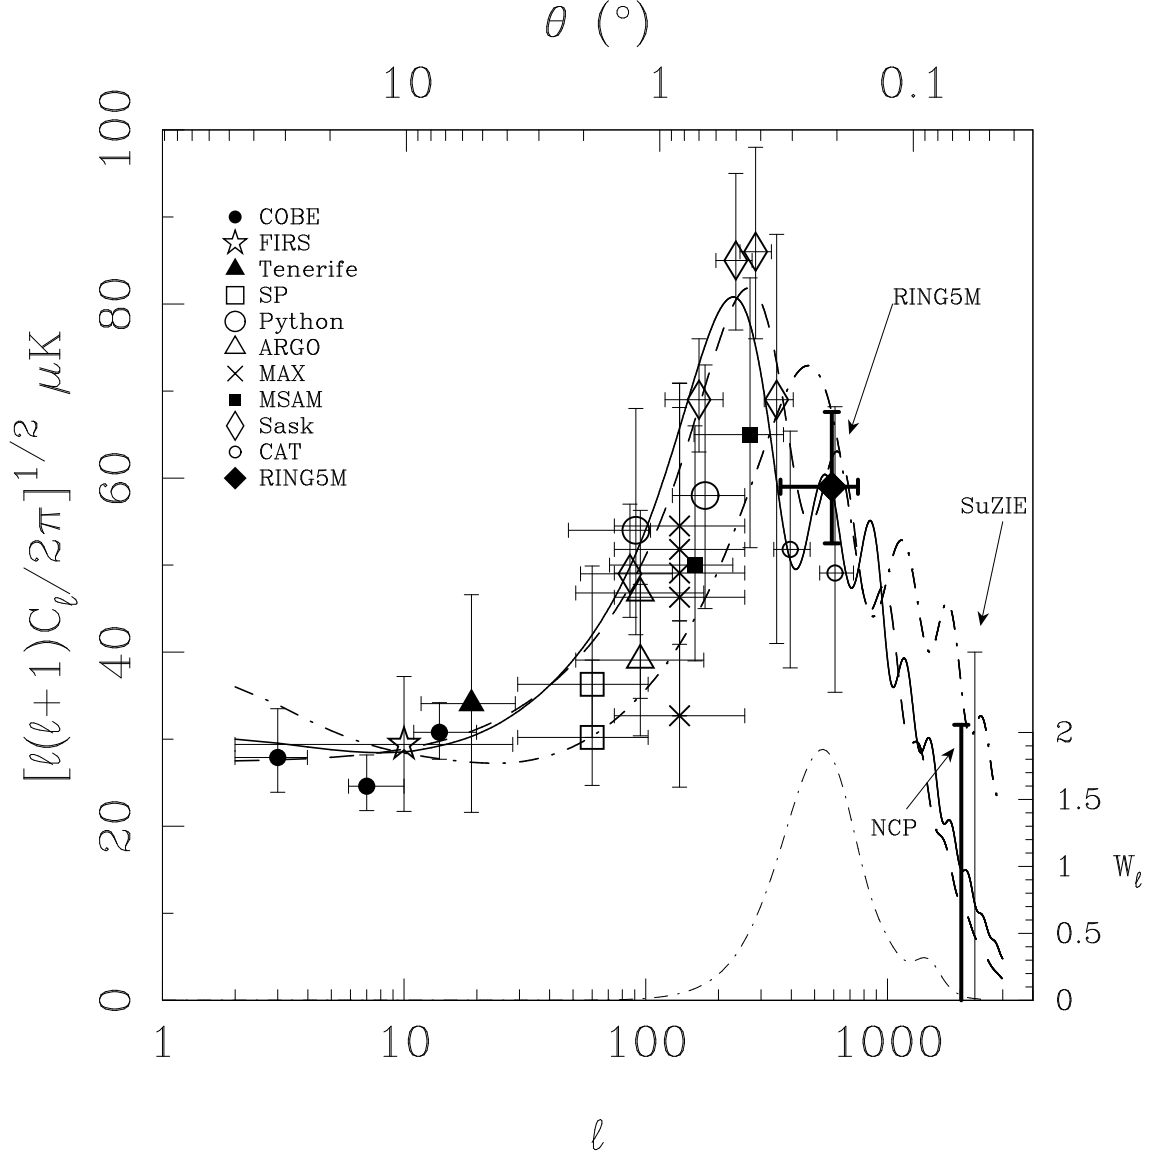 θ (°)
10 1 0.1
100
80
60
40
20
0
[ℓ(ℓ+1)Cℓ/2π]^1/2 μK
COBE
FIRS
Tenerife
SP
Python
ARGO
MAX
MSAM
Sask
CAT
RING5M
RING5M
SuZIE
NCP
2
1.5
1
0.5
0
Wℓ
1 10 100 1000
ℓ